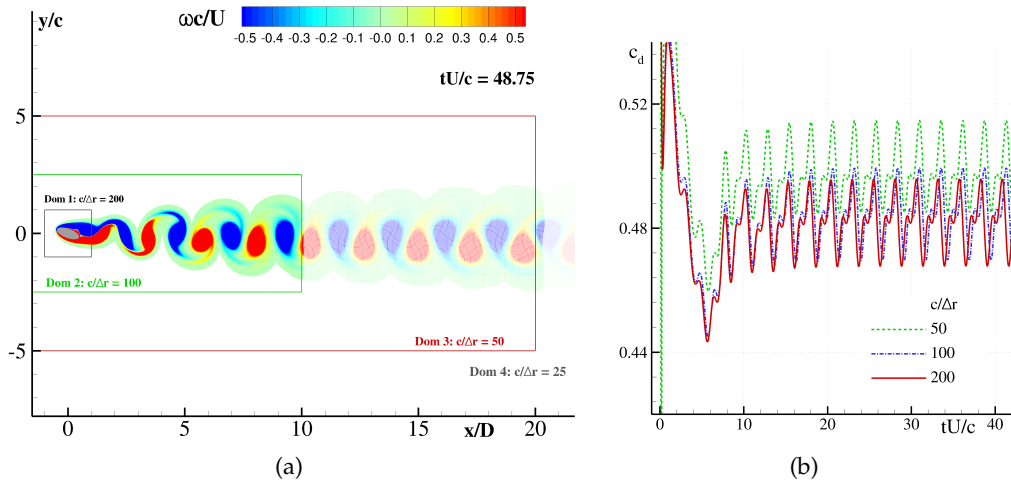 y/c
ωc/U
-0.5 -0.4 -0.3 -0.2 -0.1 -0.0 0.1 0.2 0.3 0.4 0.5
tU/c = 48.75
5
0
-5
Dom 1: c/Δr = 200
Dom 2: c/Δr = 100
Dom 3: c/Δr = 50
Dom 4: c/Δr = 25
0 5 10 15 20
x/D
(a)
c_d
0.52
0.48
0.44
c/Δr
50
100
200
0 10 20 30 40
tU/c
(b)